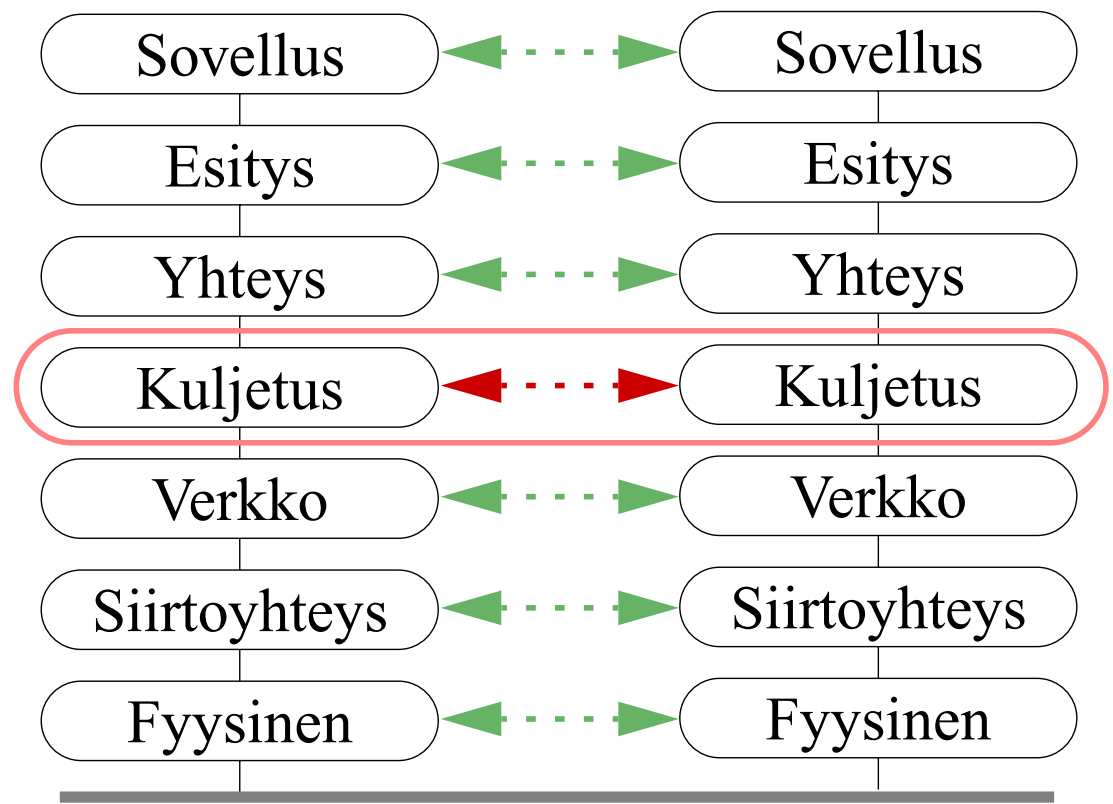 Sovellus Sovellus
Esitys Esitys
Yhteys Yhteys
Kuljetus Kuljetus
Verkko Verkko
Siirtoyhteys Siirtoyhteys
Fyysinen Fyysinen